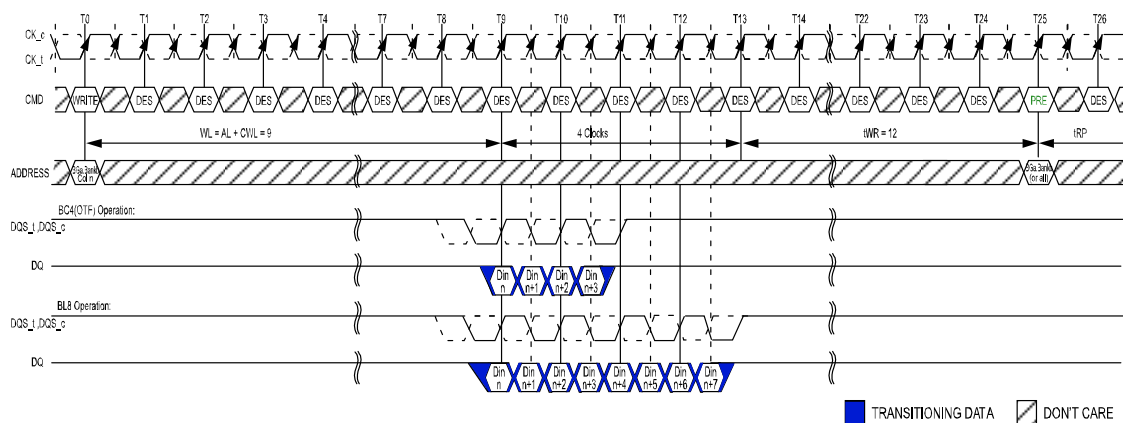 T0 T1 T2 T3 T4 T7 T8 T9 T10 T11 T12 T13 T14 T22 T23 T24 T25 T26
CK_c
CK_t
CMD WRITE DES DES DES DES DES DES DES DES DES DES DES DES DES DES DES PRE DES
WL = AL + CWL = 9 4 Clocks tWR = 12 tRP
ADDRESS
Col n
(or all)
BC4(OTF) Operation:
DQS_t ,DQS_c
DQ
Din Din Din Din
n n+1 n+2 n+3
BL8 Operation:
DQS_t ,DQS_c
DQ
Din Din Din Din Din Din Din Din
n n+1 n+2 n+3 n+4 n+5 n+6 n+7
TRANSITIONING DATA DON'T CARE